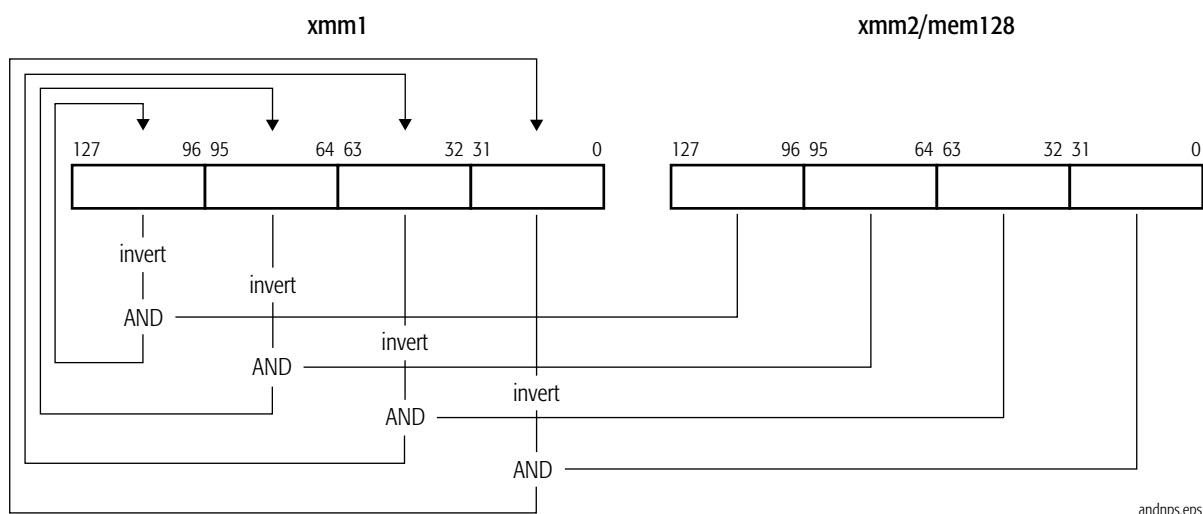 xmm1 xmm2/mem128
127 96 95 64 63 32 31 0 127 96 95 64 63 32 31 0
invert
invert
AND
invert
AND
invert
AND
AND
andnps.eps